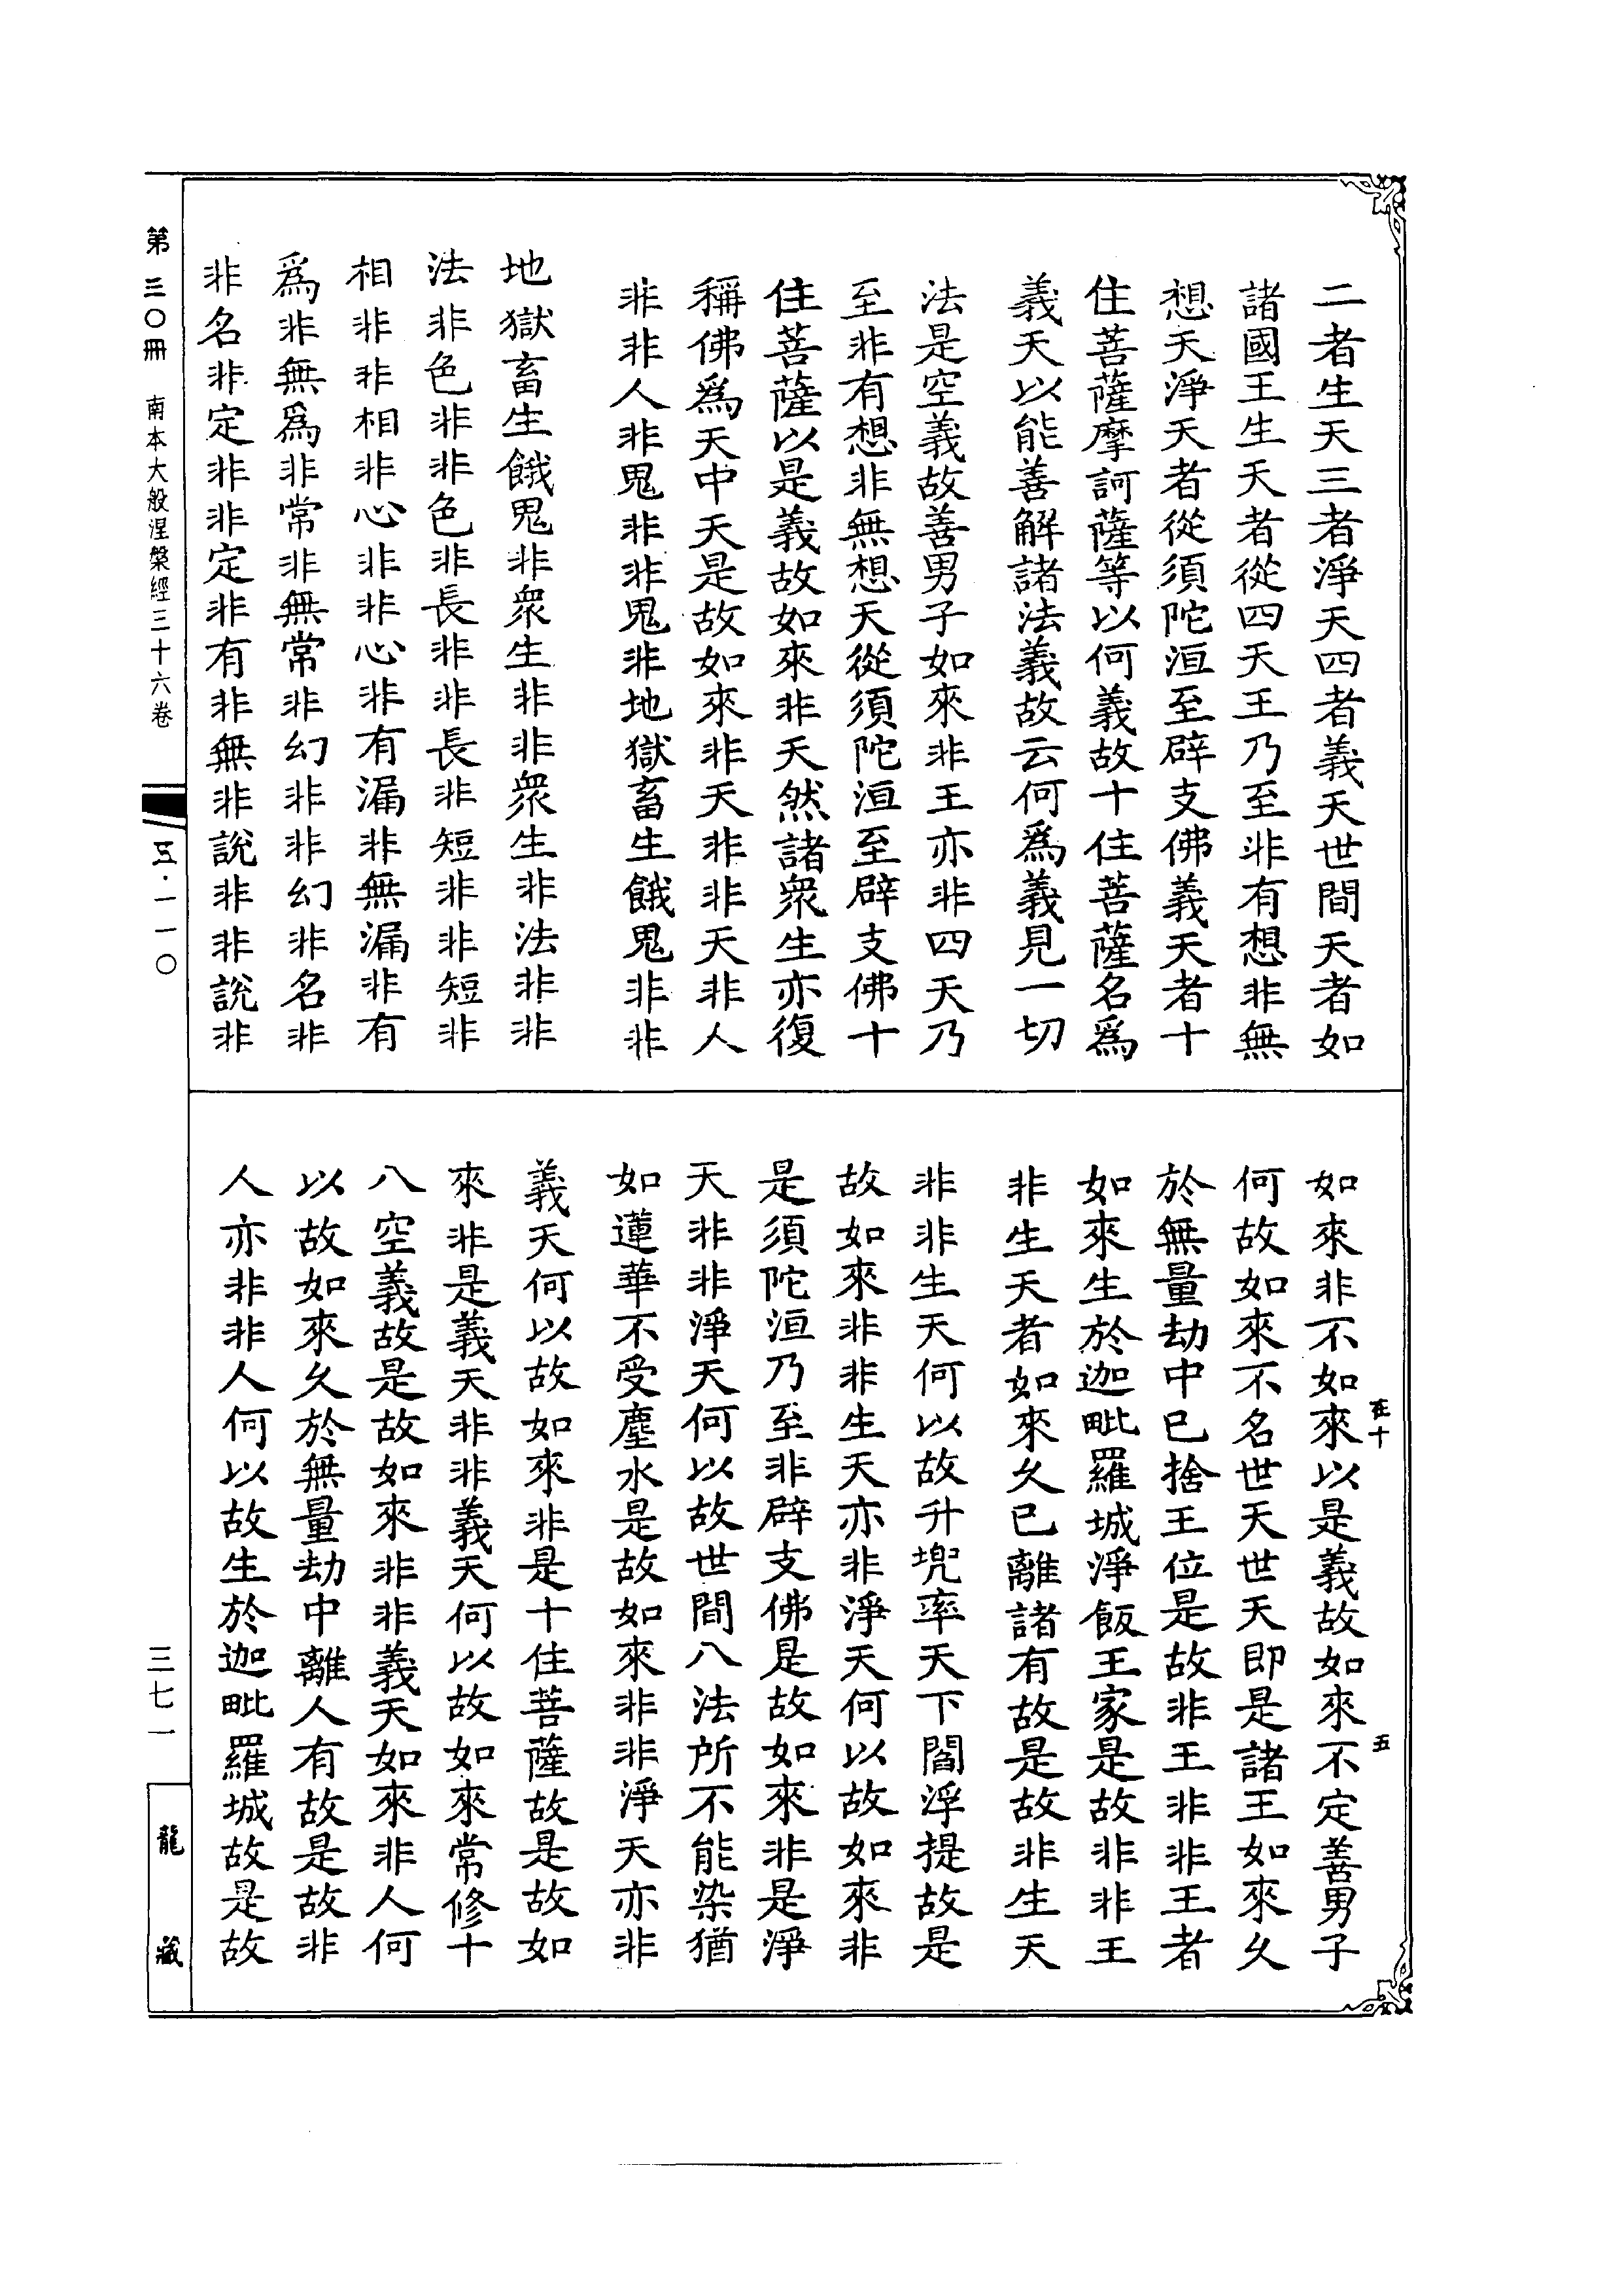 二者生天三者淨天四者義天世間天者如
諸國王生天者從四天王乃至非有想非無
想天淨天者從須陀洹至辟支佛義天者十
住菩薩摩訶薩等以何義故十住菩薩名爲
義天以能善解諸法義故云何爲義見一切
法是空義故善男子如來非王亦非四天乃
至非有想非無想天從須陀洹至辟支佛十
住菩薩以是義故如來非天然諸衆生亦復
稱佛爲天中天是故如來非天非非天非人
非非人非鬼非非鬼非地獄畜生餓鬼非非
地獄畜生餓鬼非衆生非非衆生非法非非
法非色非非色非長非非長非短非非短非
相非非相非心非非心非有漏非無漏非有
爲非無爲非常非無常非幻非非幻非名非
非名非定非非定非有非無非說非非說非
如來非不如來以是義故如來不定善男子
何故如來不名世天世天即是諸王如來久
於無量劫中已捨王位是故非王非非王者
如來生於迦毗羅城淨飯王家是故非非王
非生天者如來久已離諸有故是故非生天
非非生天何以故升兜率天下閻浮提故是
故如來非非生天亦非淨天何以故如來非
是須陀洹乃至非辟支佛是故如來非是淨
天非非淨天何以故世間八法所不能染猶
如蓮華不受塵水是故如來非非淨天亦非
義天何以故如來非是十住菩薩故是故如
來非是義天非非義天何以故如來常修十
八空義故是故如來非非義天如來非人何
以故如來久於無量劫中離人有故是故非
人亦非非人何以故生於迦毗羅城故是故
在十
五
第三〇冊 南本大般涅槃經三十六卷
五·一一〇
三七一
龍藏